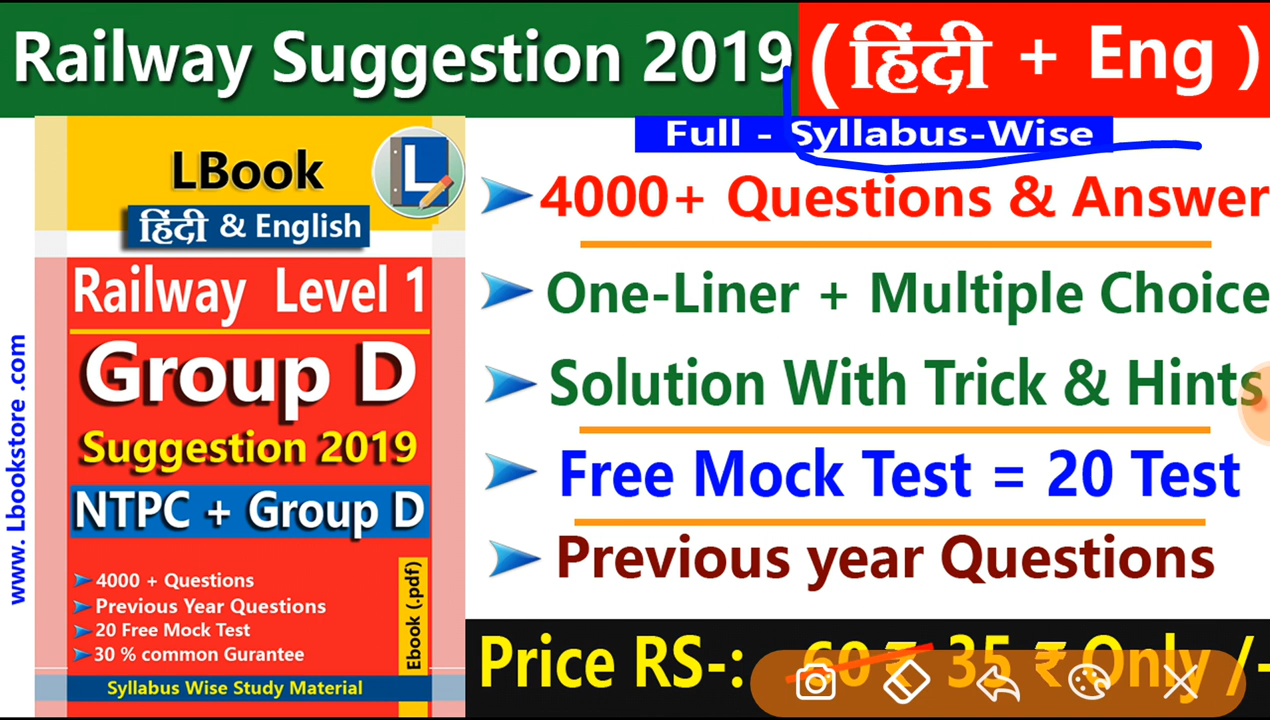 Railway Suggestion 2019 ( हिंदी + Eng )
Full - Syllabus-Wise
LBook
L
हिंदी & English
Railway Level 1
Group D
Suggestion 2019
NTPC + Group D
4000 + Questions
Previous Year Questions
20 Free Mock Test
30 % common Gurantee
Ebook (.pdf)
Syllabus Wise Study Material
www. Lbookstore .com
4000+ Questions & Answer
One-Liner + Multiple Choice
Solution With Trick & Hints
Free Mock Test = 20 Test
Previous year Questions
Price RS-: 60 ₹ 35 ₹ Only /-